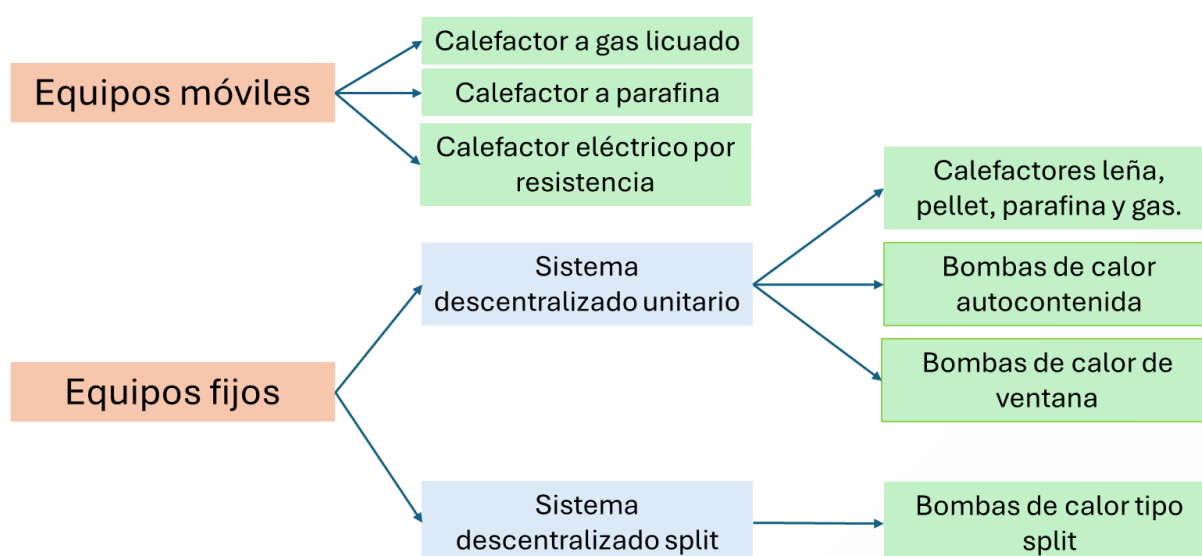 Equipos móviles
Calefactor a gas licuado
Calefactor a parafina
Calefactor eléctrico por
resistencia
Equipos fijos
Sistema
descentralizado unitario
Calefactores leña,
pellet, parafina y gas.
Bombas de calor
autocontenida
Bombas de calor de
ventana
Sistema
descentralizado split
Bombas de calor tipo
split